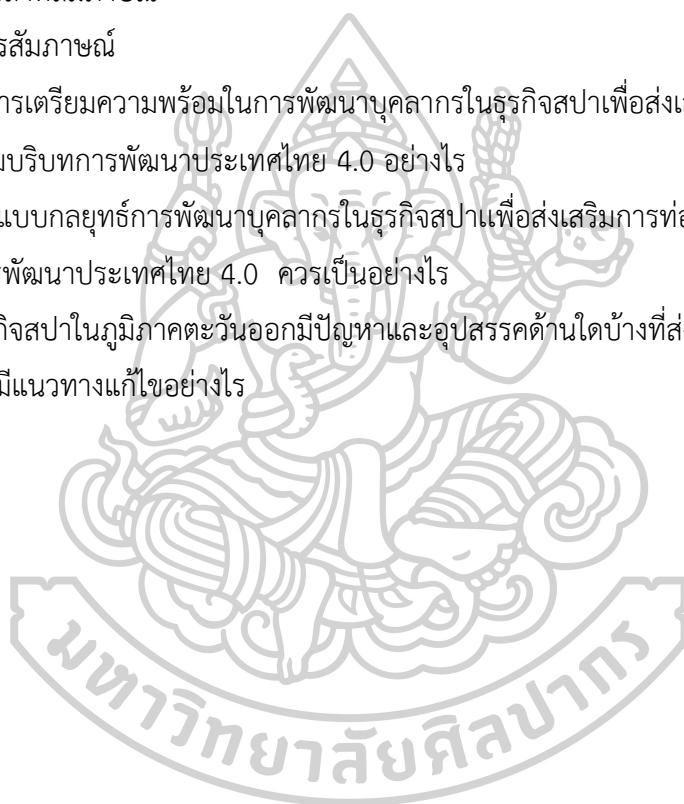 รสัมภาษณ์
การเตรียมความพร้อมในการพัฒนาบุคลากรในธุรกิจสปาเพื่อส่งเส
มบริบทการพัฒนาประเทศไทย 4.0 อย่างไร
แบบกลยุทธ์การพัฒนาบุคลากรในธุรกิจสปาเเพื่อส่งเสริมการท่อ
รพัฒนาประเทศไทย 4.0 ควรเป็นอย่างไร
กิจสปาในภูมิภาคตะวันออกมีปัญหาและอุปสรรคด้านใดบ้างที่ส่
มีแนวทางแก้ไขอย่างไร
มหาวิทยาลัยศิลปากร